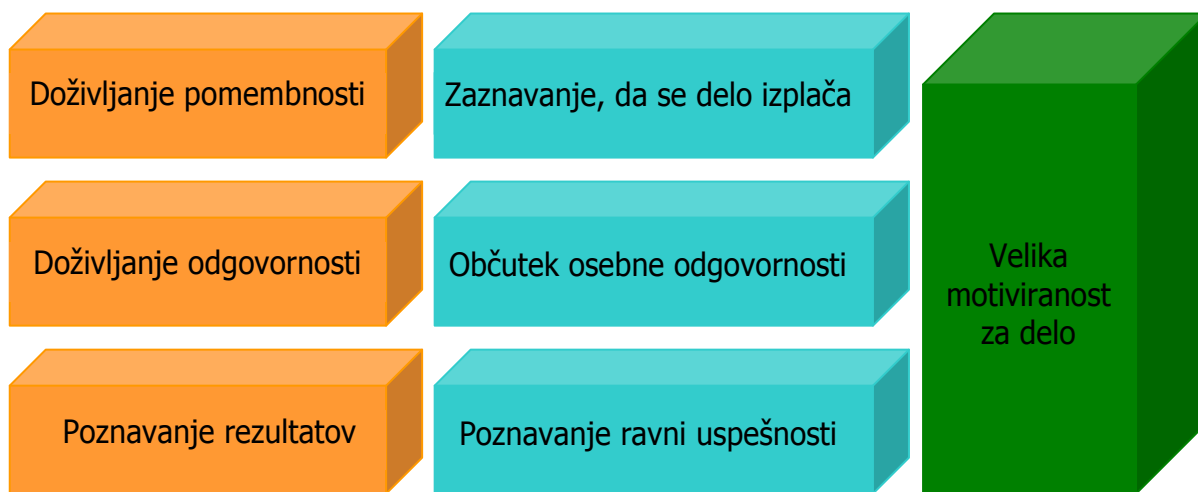 Doživljanje pomembnosti
Zaznavanje, da se delo izplača
Doživljanje odgovornosti
Občutek osebne odgovornosti
Poznavanje rezultatov
Poznavanje ravni uspešnosti
Velika
motiviranost
za delo